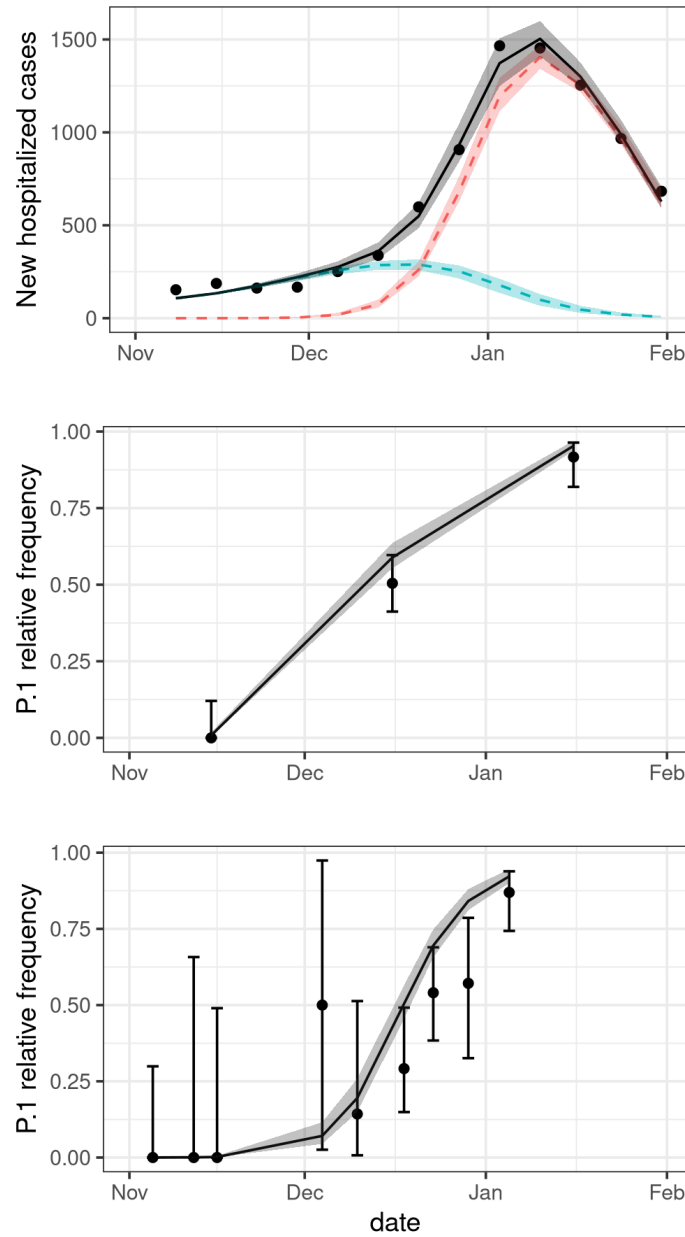 New hospitalized cases
1500
1000
500
0
Nov
Dec
Jan
Feb
P.1 relative frequency
1.00
0.75
0.50
0.25
0.00
Nov
Dec
Jan
Feb
P.1 relative frequency
1.00
0.75
0.50
0.25
0.00
Nov
Dec
Jan
Feb
date